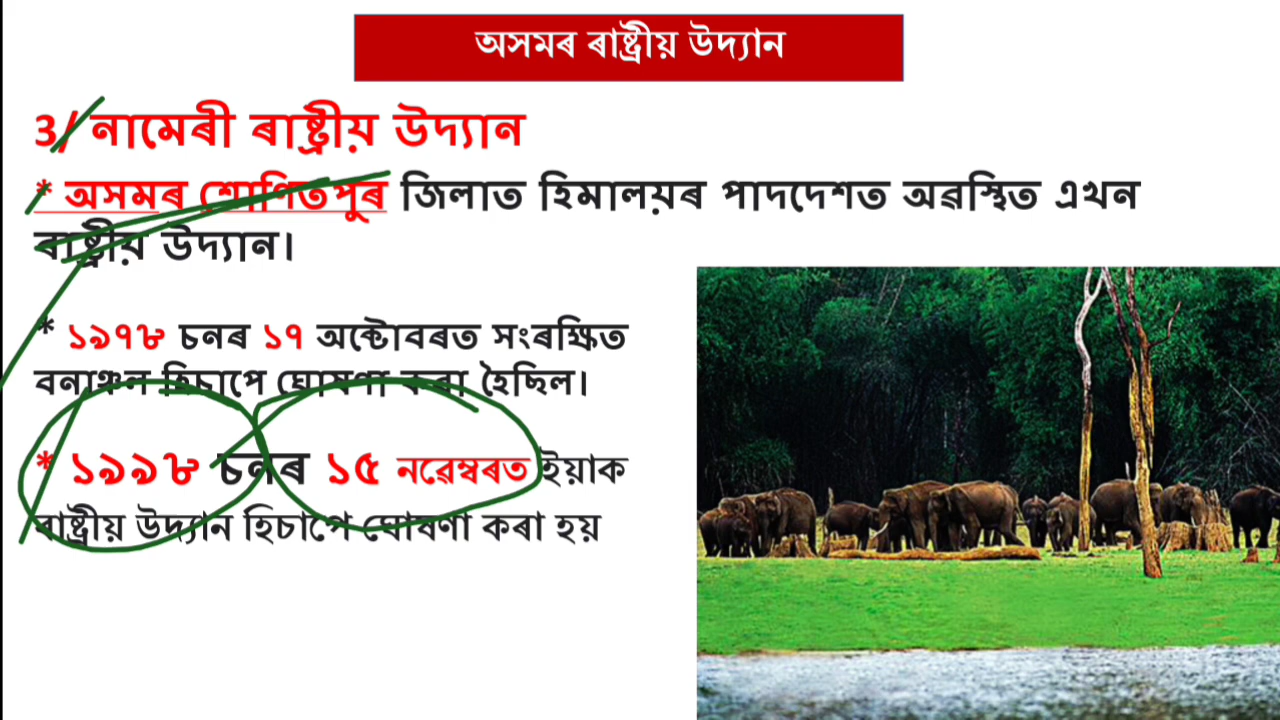 অসমৰ ৰাষ্ট্ৰীয় উদ্যান
3/ নামেৰী ৰাষ্ট্ৰীয় উদ্যান
* অসমৰ শোণিতপুৰ জিলাত হিমালয়ৰ পাদদেশত অৱস্থিত এখন
ৰাষ্ট্ৰীয় উদ্যান।
* ১৯৭৮ চনৰ ১৭ অক্টোবৰত সংৰক্ষিত
বনাঞ্চল হিচাপে ঘোষণা কৰা হৈছিল।
* ১৯৯৮ চনৰ ১৫ নৱেম্বৰত ইয়াক
ৰাষ্ট্ৰীয় উদ্যান হিচাপে ঘোষণা কৰা হয়